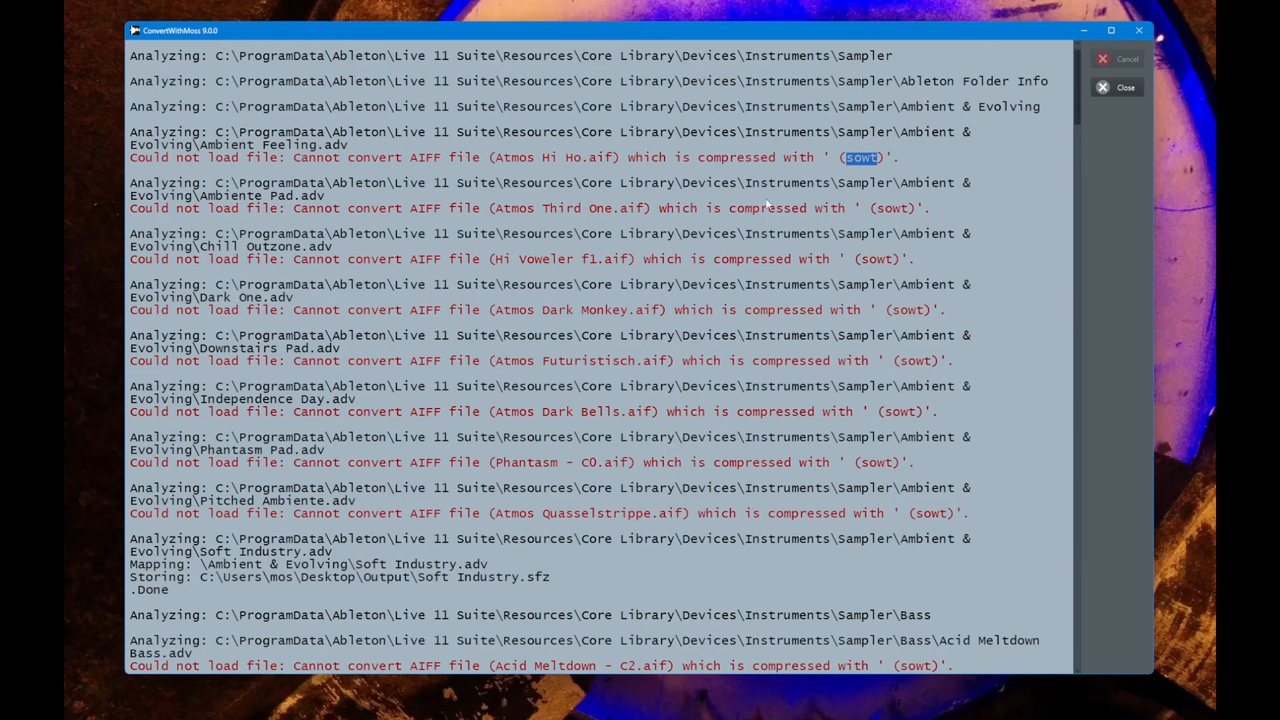 ConvertWithMoss 9.0.0
Cancel
Close
Analyzing: C:\ProgramData\Ableton\Live 11 Suite\Resources\Core Library\Devices\Instruments\Sampler
Analyzing: C:\ProgramData\Ableton\Live 11 Suite\Resources\Core Library\Devices\Instruments\Sampler\Ableton Folder Info
Analyzing: C:\ProgramData\Ableton\Live 11 Suite\Resources\Core Library\Devices\Instruments\Sampler\Ambient & Evolving
Analyzing: C:\ProgramData\Ableton\Live 11 Suite\Resources\Core Library\Devices\Instruments\Sampler\Ambient &
Evolving\Ambient Feeling.adv
Could not load file: Cannot convert AIFF file (Atmos Hi Ho.aif) which is compressed with ' (sowt)'.
Analyzing: C:\ProgramData\Ableton\Live 11 Suite\Resources\Core Library\Devices\Instruments\Sampler\Ambient &
Evolving\Ambiente Pad.adv
Could not load file: Cannot convert AIFF file (Atmos Third One.aif) which is compressed with ' (sowt)'.
Analyzing: C:\ProgramData\Ableton\Live 11 Suite\Resources\Core Library\Devices\Instruments\Sampler\Ambient &
Evolving\Chill Outzone.adv
Could not load file: Cannot convert AIFF file (Hi Voweler f1.aif) which is compressed with ' (sowt)'.
Analyzing: C:\ProgramData\Ableton\Live 11 Suite\Resources\Core Library\Devices\Instruments\Sampler\Ambient &
Evolving\Dark One.adv
Could not load file: Cannot convert AIFF file (Atmos Dark Monkey.aif) which is compressed with ' (sowt)'.
Analyzing: C:\ProgramData\Ableton\Live 11 Suite\Resources\Core Library\Devices\Instruments\Sampler\Ambient &
Evolving\Downstairs Pad.adv
Could not load file: Cannot convert AIFF file (Atmos Futuristisch.aif) which is compressed with ' (sowt)'.
Analyzing: C:\ProgramData\Ableton\Live 11 Suite\Resources\Core Library\Devices\Instruments\Sampler\Ambient &
Evolving\Independence Day.adv
Could not load file: Cannot convert AIFF file (Atmos Dark Bells.aif) which is compressed with ' (sowt)'.
Analyzing: C:\ProgramData\Ableton\Live 11 Suite\Resources\Core Library\Devices\Instruments\Sampler\Ambient &
Evolving\Phantasm Pad.adv
Could not load file: Cannot convert AIFF file (Phantasm - C0.aif) which is compressed with ' (sowt)'.
Analyzing: C:\ProgramData\Ableton\Live 11 Suite\Resources\Core Library\Devices\Instruments\Sampler\Ambient &
Evolving\Pitched Ambiente.adv
Could not load file: Cannot convert AIFF file (Atmos Quasselstrippe.aif) which is compressed with ' (sowt)'.
Analyzing: C:\ProgramData\Ableton\Live 11 Suite\Resources\Core Library\Devices\Instruments\Sampler\Ambient &
Evolving\Soft Industry.adv
Mapping: \Ambient & Evolving\Soft Industry.adv
Storing: C:\Users\mos\Desktop\Output\Soft Industry.sfz
.Done
Analyzing: C:\ProgramData\Ableton\Live 11 Suite\Resources\Core Library\Devices\Instruments\Sampler\Bass
Analyzing: C:\ProgramData\Ableton\Live 11 Suite\Resources\Core Library\Devices\Instruments\Sampler\Bass\Acid Meltdown
Bass.adv
Could not load file: Cannot convert AIFF file (Acid Meltdown - C2.aif) which is compressed with ' (sowt)'.